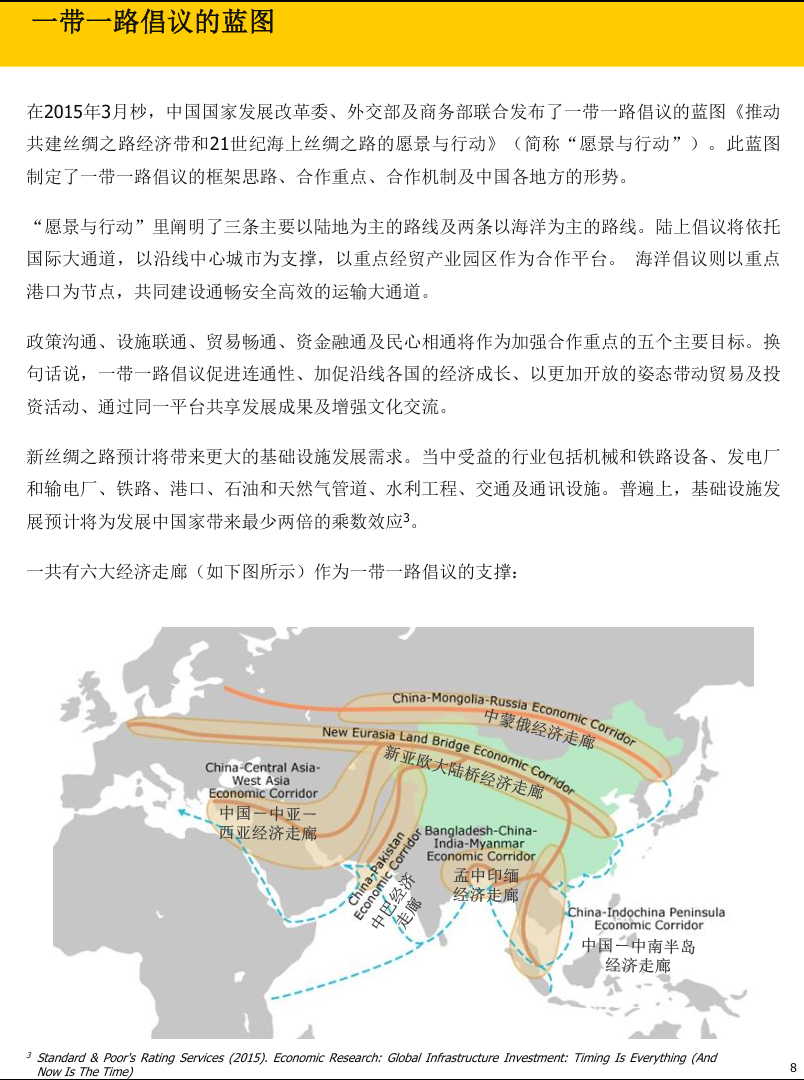 一带一路倡议的蓝图
在2015年3月杪，中国国家发展改革委、外交部及商务部联合发布了一带一路倡议的蓝图《推动
共建丝绸之路经济带和21世纪海上丝绸之路的愿景与行动》（简称“愿景与行动”）。此蓝图
制定了一带一路倡议的框架思路、合作重点、合作机制及中国各地方的形势。
“愿景与行动”里阐明了三条主要以陆地为主的路线及两条以海洋为主的路线。陆上倡议将依托
国际大通道，以沿线中心城市为支撑，以重点经贸产业园区作为合作平台。 海洋倡议则以重点
港口为节点，共同建设通畅安全高效的运输大通道。
政策沟通、设施联通、贸易畅通、资金融通及民心相通将作为加强合作重点的五个主要目标。换
句话说，一带一路倡议促进连通性、加促沿线各国的经济成长、以更加开放的姿态带动贸易及投
资活动、通过同一平台共享发展成果及增强文化交流。
新丝绸之路预计将带来更大的基础设施发展需求。当中受益的行业包括机械和铁路设备、发电厂
和输电厂、铁路、港口、石油和天然气管道、水利工程、交通及通讯设施。普遍上，基础设施发
展预计将为发展中国家带来最少两倍的乘数效应3。
一共有六大经济走廊（如下图所示）作为一带一路倡议的支撑：
China-Mongolia-Russia Economic Corridor
中蒙俄经济走廊
New Eurasia Land Bridge Economic Corridor
新亚欧大陆桥经济走廊
China-Central Asia-
West Asia
Economic Corridor
中国－中亚－
西亚经济走廊
China-Pakistan
Economic Corridor
中巴经济
走廊
Bangladesh-China-
India-Myanmar
Economic Corridor
孟中印缅
经济走廊
China-Indochina Peninsula
Economic Corridor
中国－中南半岛
经济走廊
3 Standard & Poor's Rating Services (2015). Economic Research: Global Infrastructure Investment: Timing Is Everything (And
Now Is The Time)
8